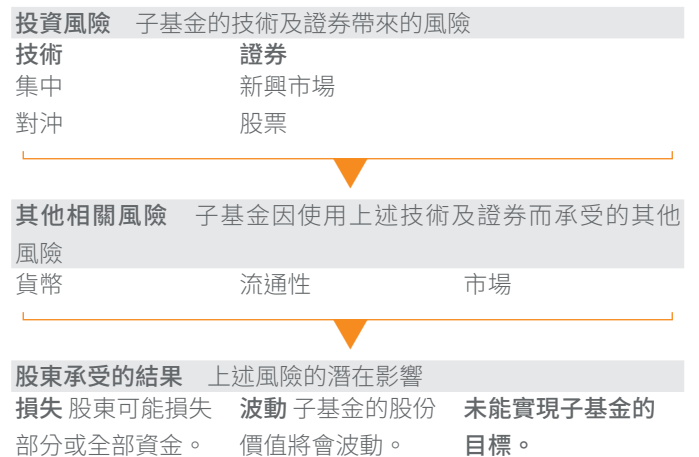 投資風險 子基金的技術及證券帶來的風險
技術 證券
集中 新興市場
對沖 股票
其他相關風險 子基金因使用上述技術及證券而承受的其他
風險
貨幣 流通性 市場
股東承受的結果 上述風險的潛在影響
損失 股東可能損失 波動 子基金的股份 未能實現子基金的
部分或全部資金。 價值將會波動。 目標。